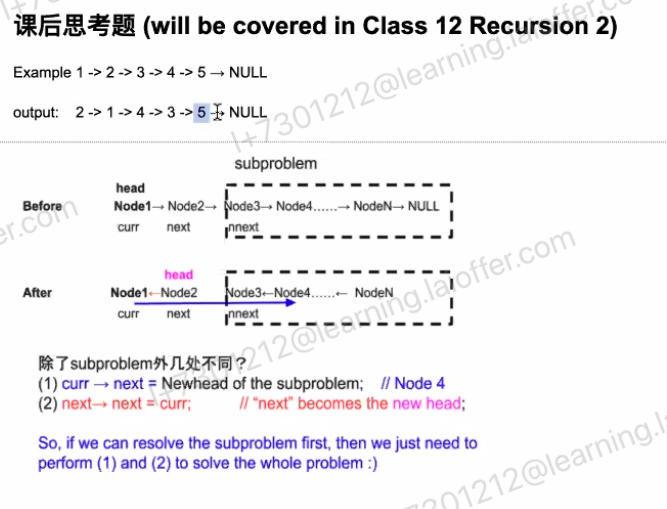 课后思考题 (will be covered in Class 12 Recursion 2)
Example 1 -> 2 -> 3 -> 4 -> 5 → NULL
output: 2 -> 1 -> 4 -> 3 -> 5 → NULL
subproblem
head
Before Node1→ Node2→ Node3→ Node4......→ NodeN→ NULL
curr next nnext
head
After Node1←Node2 Node3←Node4......← NodeN
curr next nnext
除了subproblem外几处不同？
(1) curr → next = Newhead of the subproblem; // Node 4
(2) next→ next = curr; // “next” becomes the new head;
So, if we can resolve the subproblem first, then we just need to
perform (1) and (2) to solve the whole problem :)
l+7301212@learning.laioffer.com